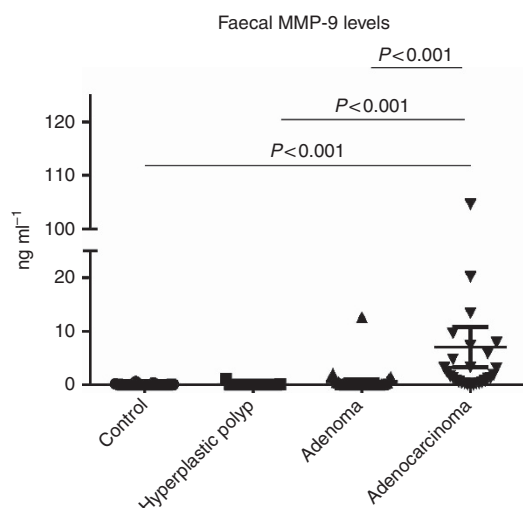 Faecal MMP-9 levels
P<0.001
P<0.001
P<0.001
120
110
100
20
10
0
ng ml⁻¹
Control
Hyperplastic polyp
Adenoma
Adenocarcinoma